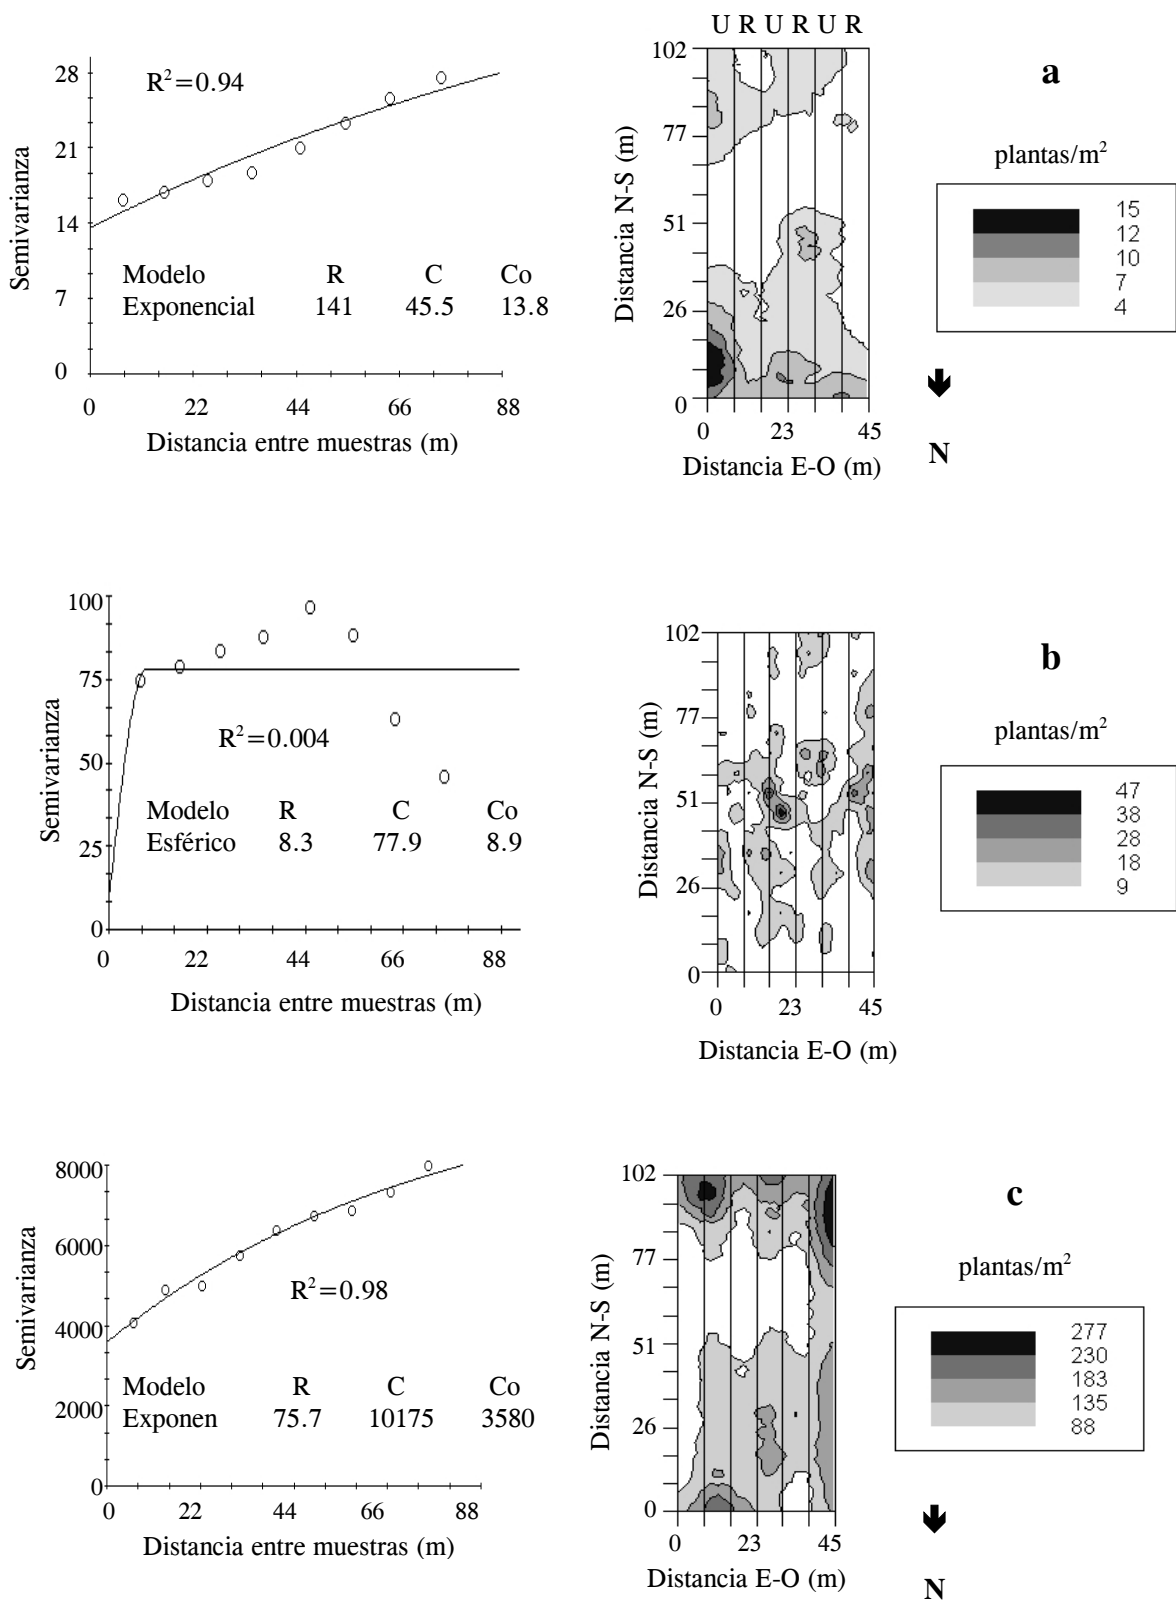 U R U R U R
a
28
21
14
7
0
Semivarianza
R²=0.94
Modelo R C Co
Exponencial 141 45.5 13.8
0 22 44 66 88
Distancia entre muestras (m)
102
77
51
26
0
Distancia N-S (m)
0 23 45
Distancia E-O (m)
plantas/m²
15
12
10
7
4
N
b
100
75
50
25
0
Semivarianza
R²=0.004
Modelo R C Co
Esférico 8.3 77.9 8.9
0 22 44 66 88
Distancia entre muestras (m)
102
77
51
26
0
Distancia N-S (m)
0 23 45
Distancia E-O (m)
plantas/m²
47
38
28
18
9
c
8000
6000
4000
2000
0
Semivarianza
R²=0.98
Modelo R C Co
Exponen 75.7 10175 3580
0 22 44 66 88
Distancia entre muestras (m)
102
77
51
26
0
Distancia N-S (m)
0 23 45
Distancia E-O (m)
plantas/m²
277
230
183
135
88
N